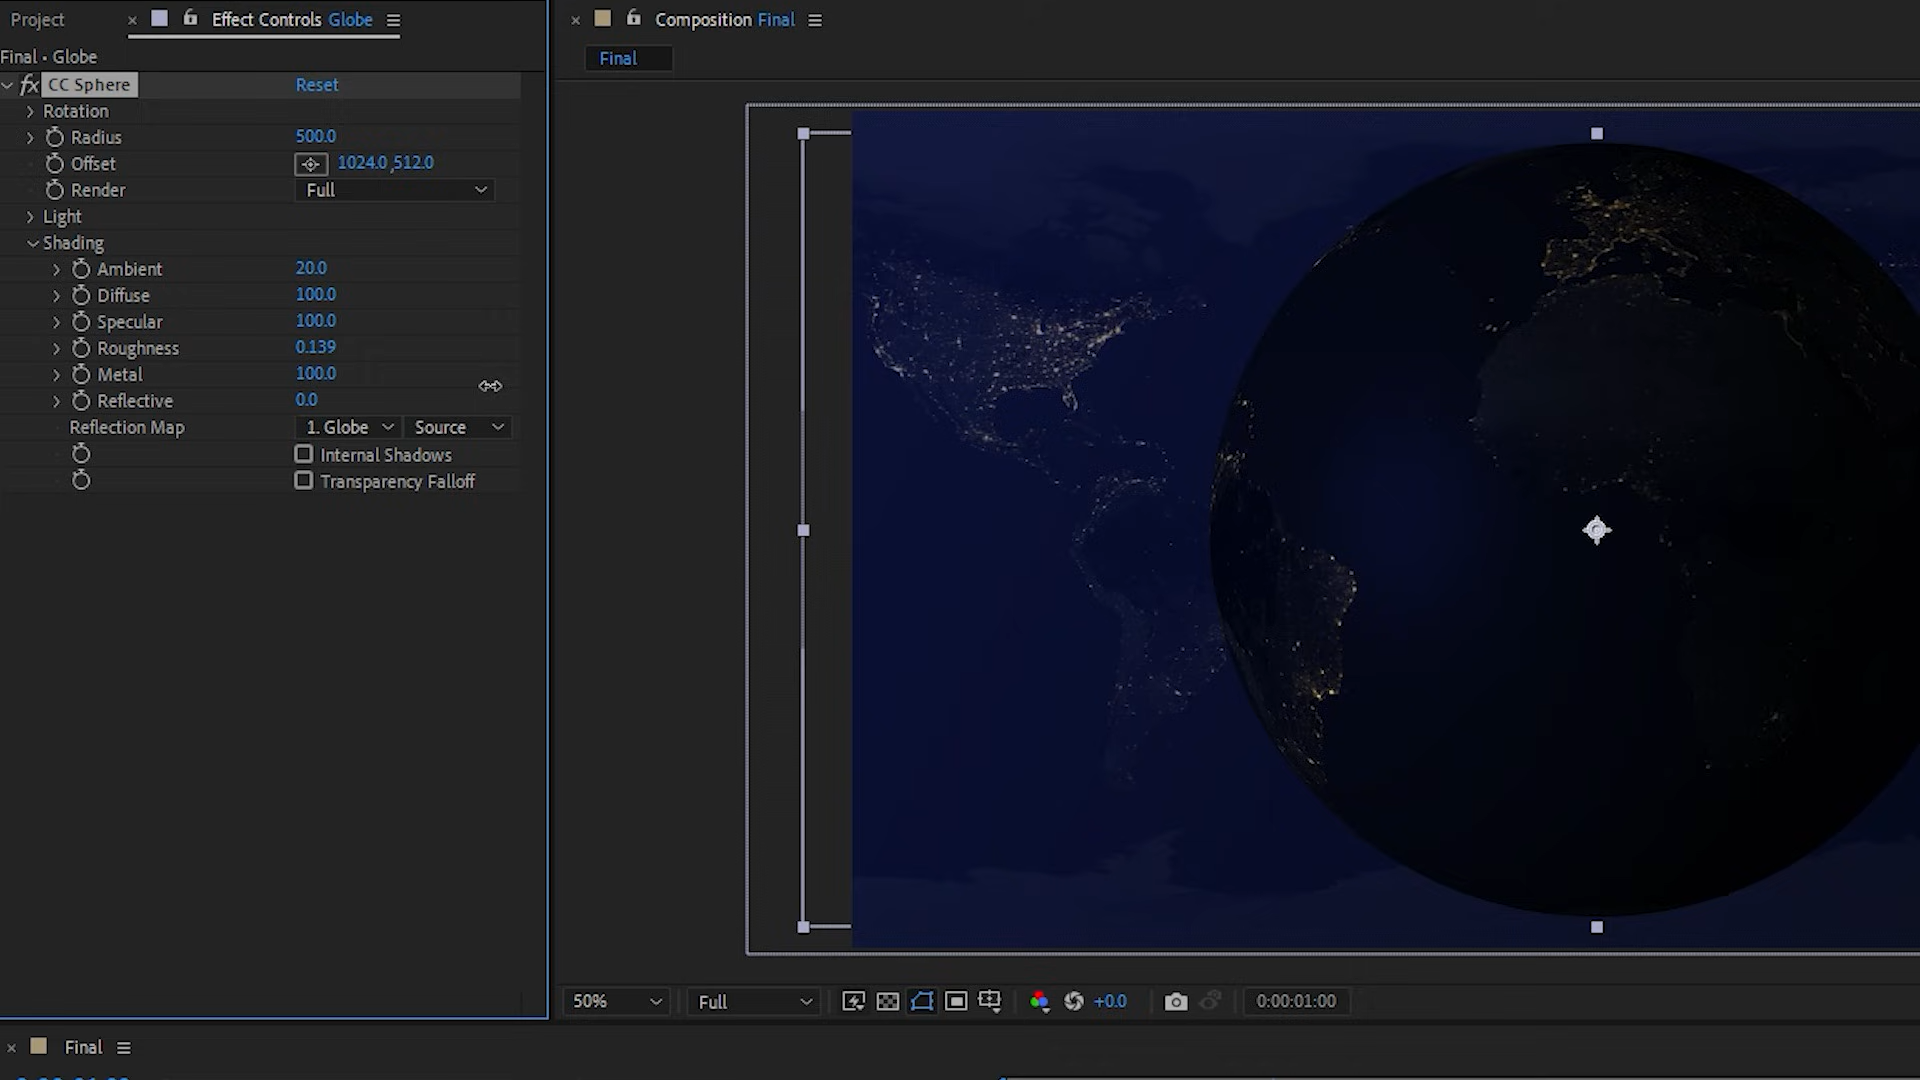 Project
Effect Controls Globe
Final • Globe
fx CC Sphere Reset
Rotation
Radius 500.0
Offset 1024.0,512.0
Render Full
Light
Shading
Ambient 20.0
Diffuse 100.0
Specular 100.0
Roughness 0.139
Metal 100.0
Reflective 0.0
Reflection Map 1. Globe Source
Internal Shadows
Transparency Falloff
Composition Final
Final
50% Full +0.0 0:00:01:00
Final